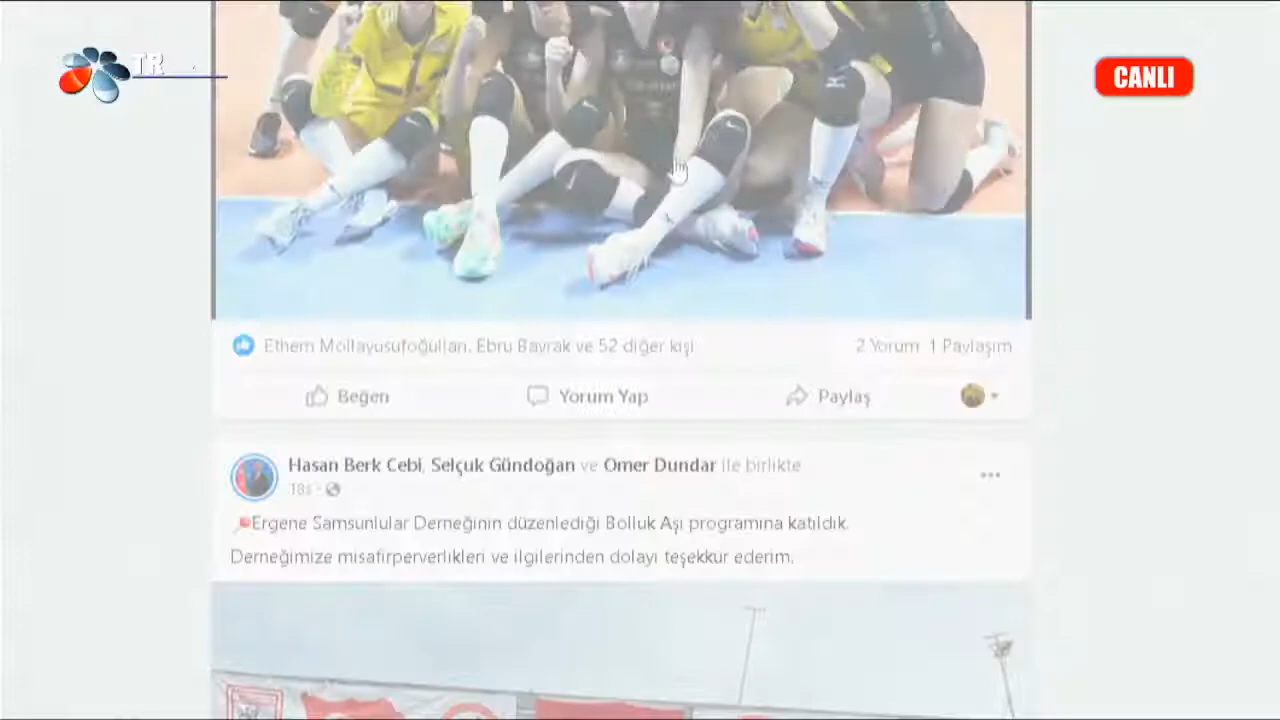 TR
CANLI
Ethem Mollayusufoğulları, Ebru Bayrak ve 52 diğer kişi
2 Yorum 1 Paylaşım
Beğen
Yorum Yap
Paylaş
Hasan Berk Cebi, Selçuk Gündoğan ve Omer Dundar ile birlikte
18s
Ergene Samsunlular Derneğinin düzenlediği Bolluk Aşı programına katıldık.
Derneğimize misafirperverlikleri ve ilgilerinden dolayı teşekkur ederim.